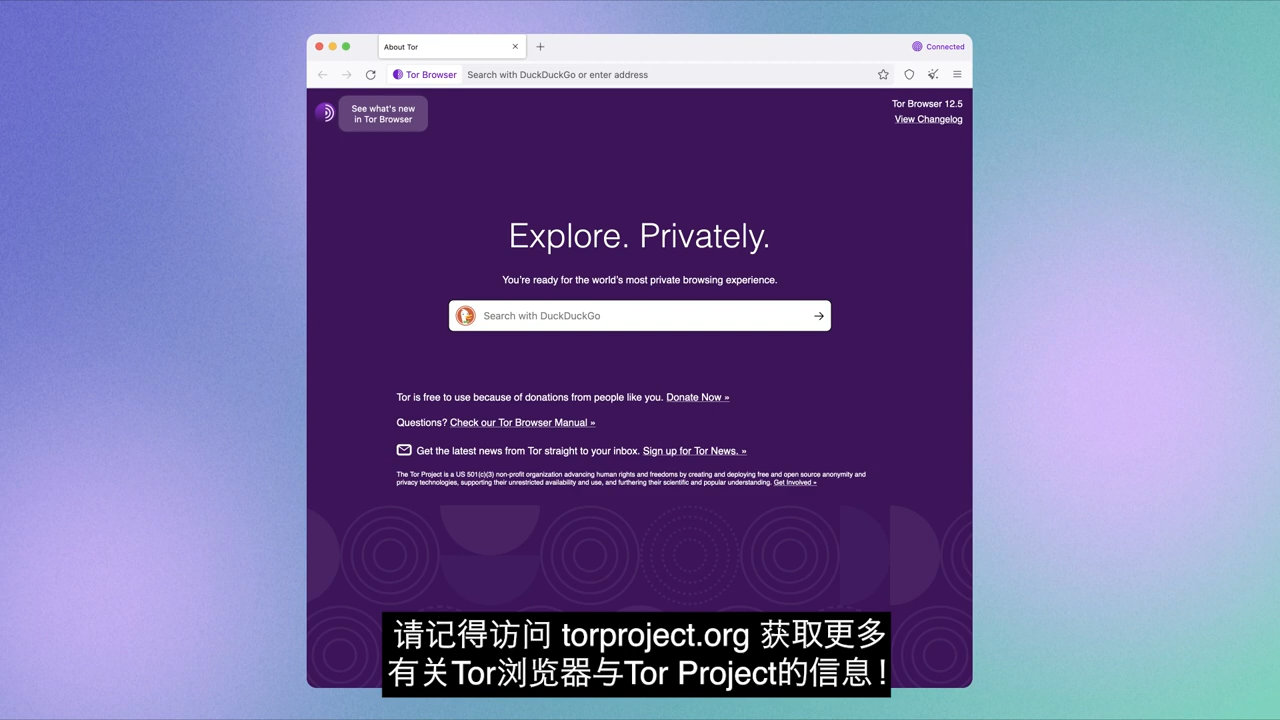 About Tor
Connected
Tor Browser
Search with DuckDuckGo or enter address
See what's new
in Tor Browser
Tor Browser 12.5
View Changelog
Explore. Privately.
You’re ready for the world’s most private browsing experience.
Search with DuckDuckGo
Tor is free to use because of donations from people like you. Donate Now »
Questions? Check our Tor Browser Manual »
Get the latest news from Tor straight to your inbox. Sign up for Tor News. »
The Tor Project is a US 501(c)(3) non-profit organization advancing human rights and freedoms by creating and deploying free and open source anonymity and
privacy technologies, supporting their unrestricted availability and use, and furthering their scientific and popular understanding. Get Involved »
请记得访问 torproject.org 获取更多
有关Tor浏览器与Tor Project的信息！